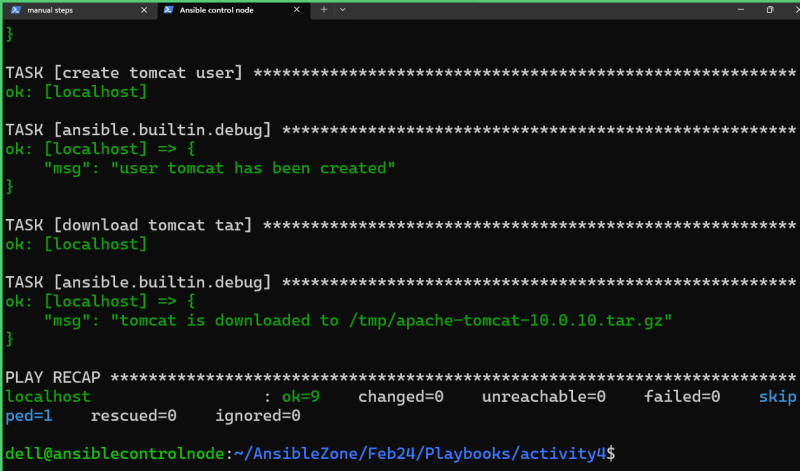 manual steps
Ansible control node
}
TASK [create tomcat user] *********************************************************
ok: [localhost]
TASK [ansible.builtin.debug] ******************************************************
ok: [localhost] => {
    "msg": "user tomcat has been created"
}
TASK [download tomcat tar] ********************************************************
ok: [localhost]
TASK [ansible.builtin.debug] ******************************************************
ok: [localhost] => {
    "msg": "tomcat is downloaded to /tmp/apache-tomcat-10.0.10.tar.gz"
}
PLAY RECAP ************************************************************************
localhost                  : ok=9    changed=0    unreachable=0    failed=0    skip
ped=1    rescued=0    ignored=0
dell@ansiblecontrolnode:~/AnsibleZone/Feb24/Playbooks/activity4$